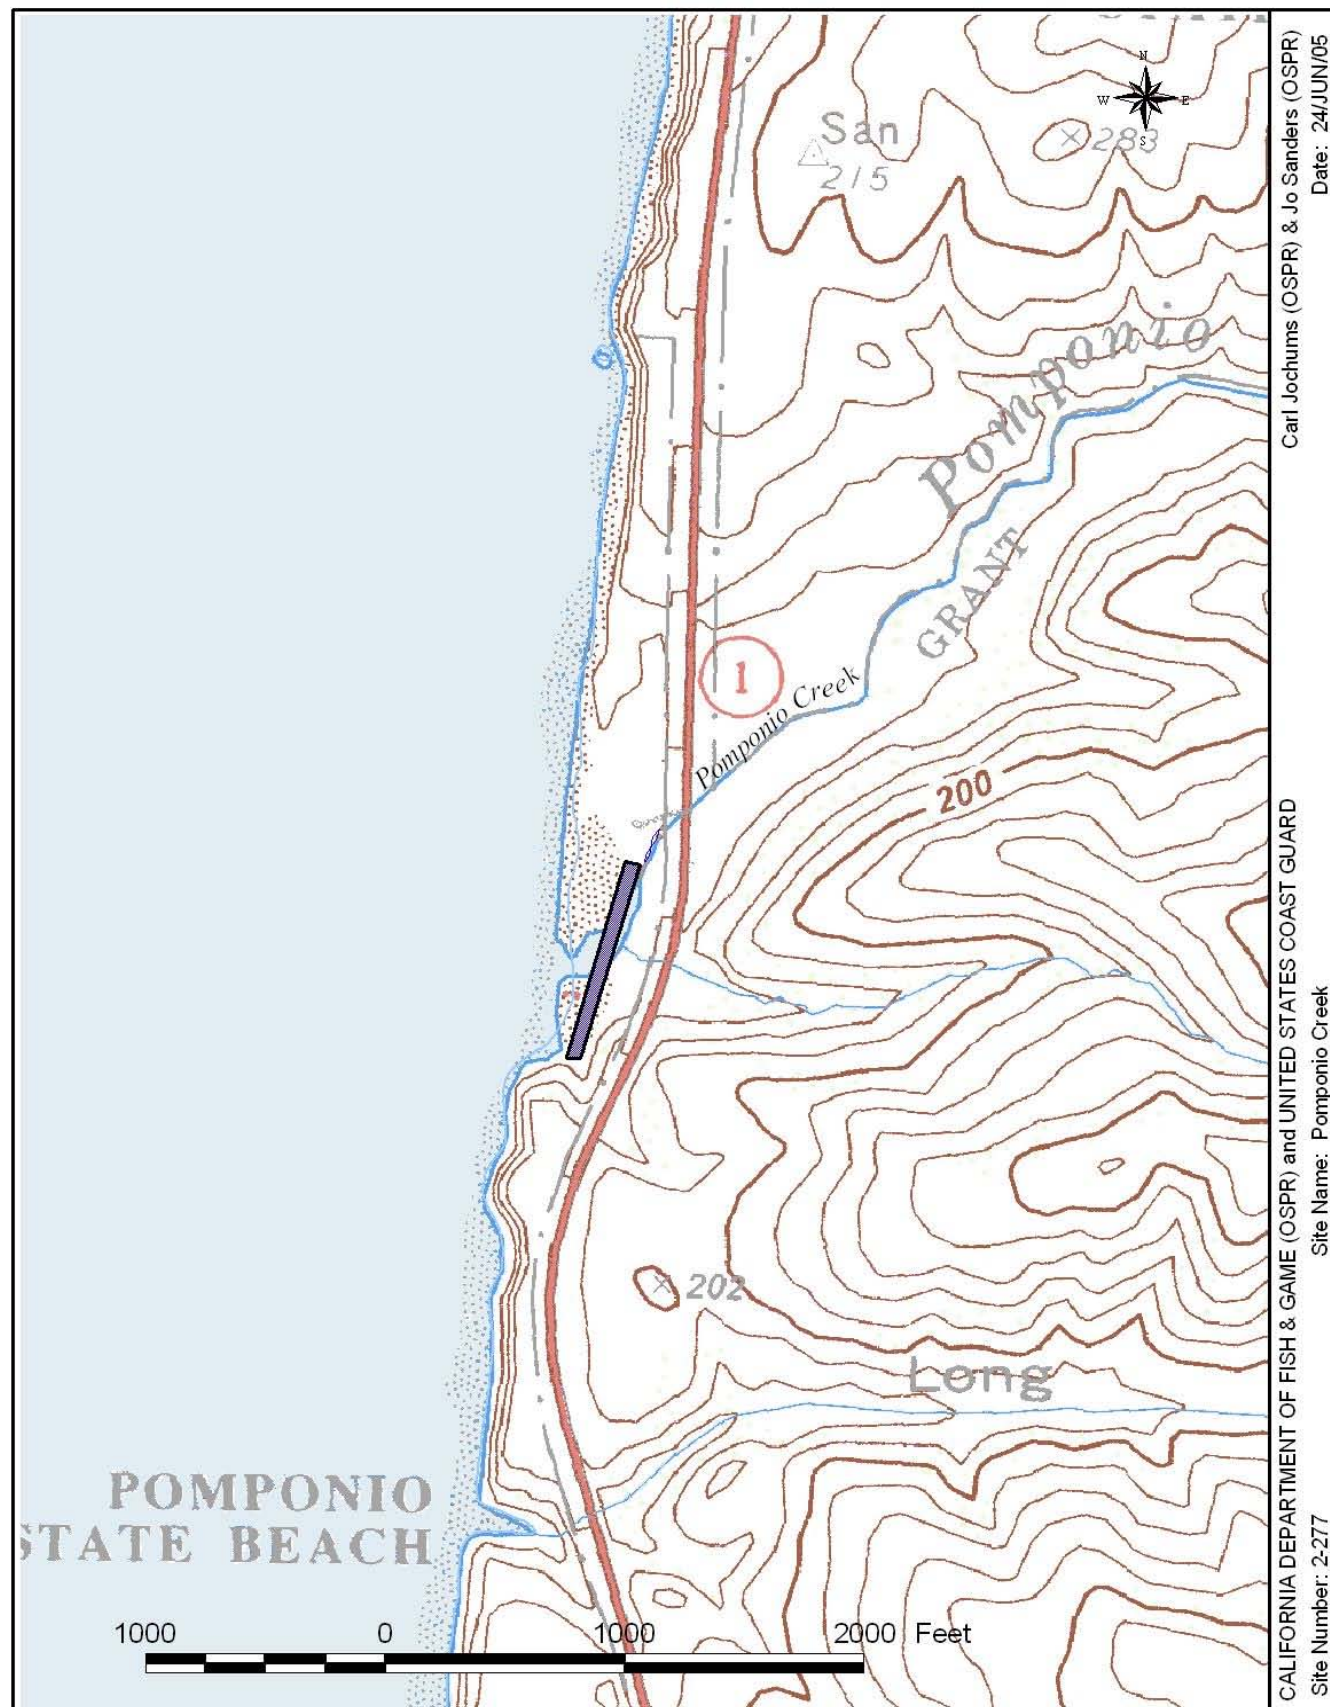 N
W E
S
San
215
283
Pomponio
GRANT
1
Pomponio Creek
200
202
Long
POMPONIO
STATE BEACH
1000 0 1000 2000 Feet
Carl Jochums (OSPR) & Jo Sanders (OSPR)
Date: 24/JUN/05
CALIFORNIA DEPARTMENT OF FISH & GAME (OSPR) and UNITED STATES COAST GUARD
Site Number: 2-277 Site Name: Pomponio Creek